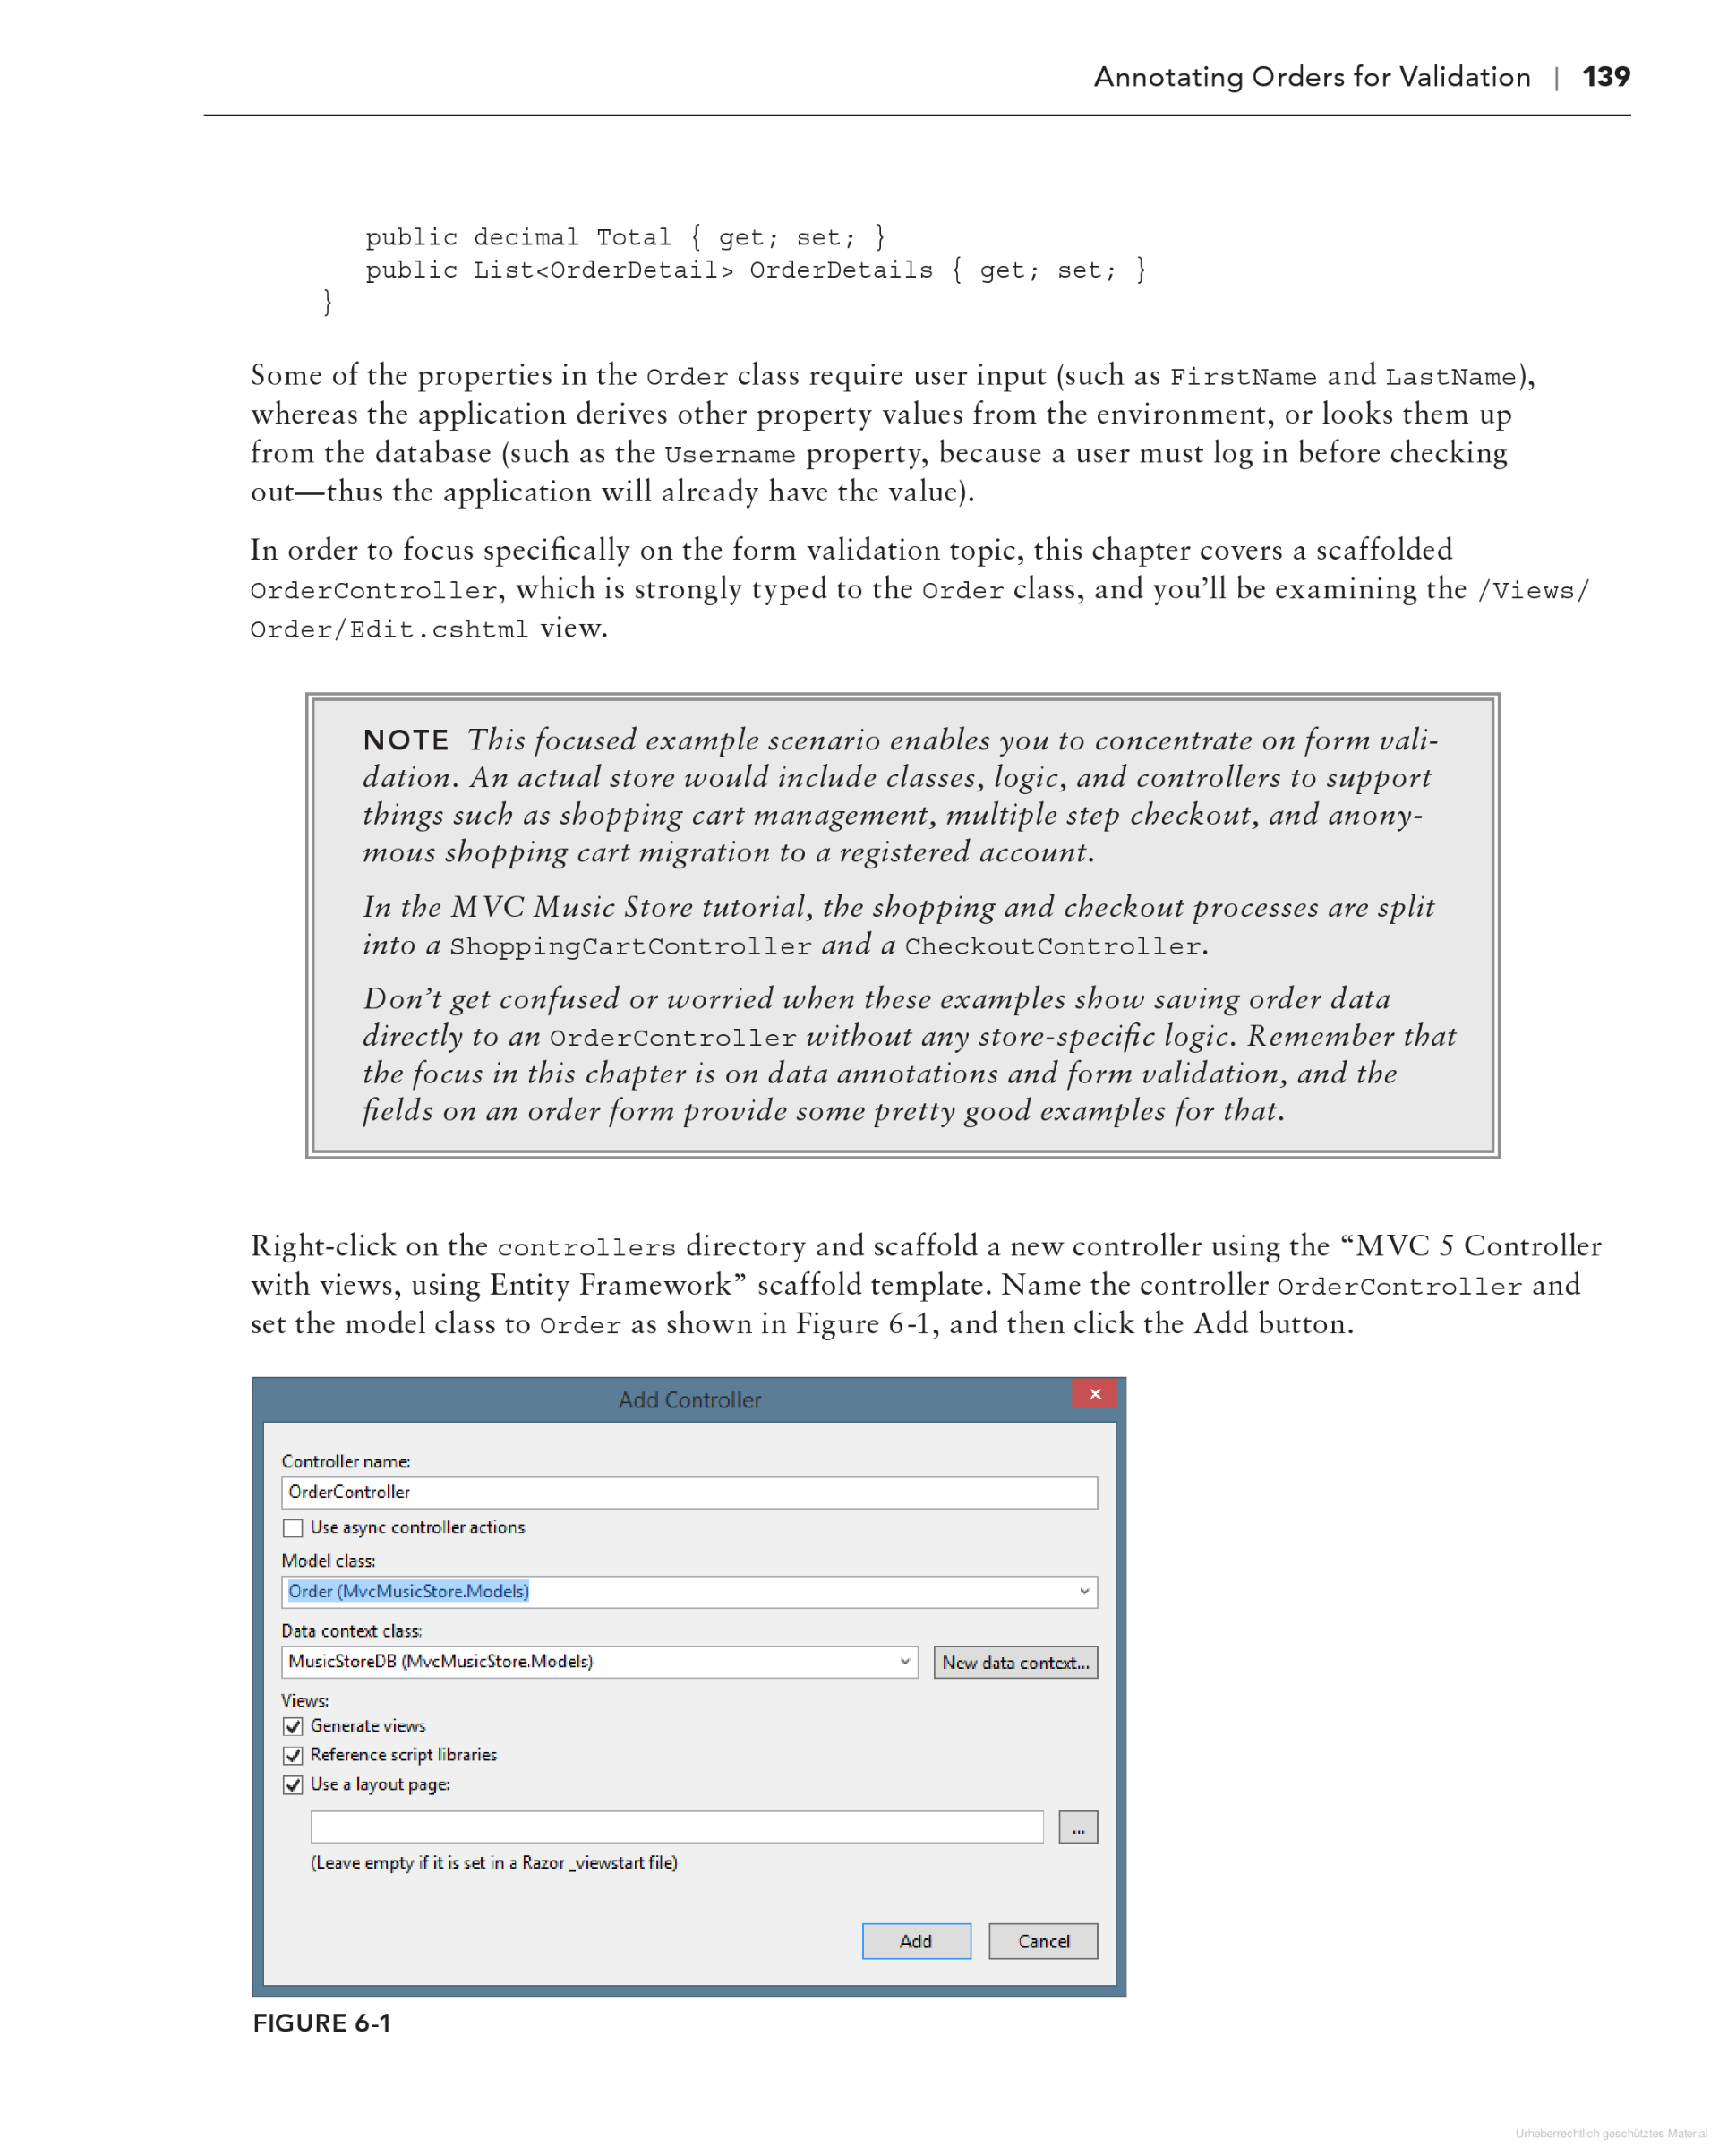 Annotating Orders for Validation | 139
public decimal Total { get; set; }
public List<OrderDetail> OrderDetails { get; set; }
}
Some of the properties in the Order class require user input (such as FirstName and LastName),
whereas the application derives other property values from the environment, or looks them up
from the database (such as the Username property, because a user must log in before checking
out—thus the application will already have the value).
In order to focus specifically on the form validation topic, this chapter covers a scaffolded
OrderController, which is strongly typed to the Order class, and you’ll be examining the /Views/
Order/Edit.cshtml view.
NOTE This focused example scenario enables you to concentrate on form vali-
dation. An actual store would include classes, logic, and controllers to support
things such as shopping cart management, multiple step checkout, and anony-
mous shopping cart migration to a registered account.
In the MVC Music Store tutorial, the shopping and checkout processes are split
into a ShoppingCartController and a CheckoutController.
Don’t get confused or worried when these examples show saving order data
directly to an OrderController without any store-specific logic. Remember that
the focus in this chapter is on data annotations and form validation, and the
fields on an order form provide some pretty good examples for that.
Right-click on the controllers directory and scaffold a new controller using the “MVC 5 Controller
with views, using Entity Framework” scaffold template. Name the controller OrderController and
set the model class to Order as shown in Figure 6-1, and then click the Add button.
Add Controller
Controller name:
OrderController
Use async controller actions
Model class:
Order (MvcMusicStore.Models)
Data context class:
MusicStoreDB (MvcMusicStore.Models) New data context...
Views:
Generate views
Reference script libraries
Use a layout page:
...
(Leave empty if it is set in a Razor _viewstart file)
Add Cancel
FIGURE 6-1
Urheberrechtlich geschütztes Material